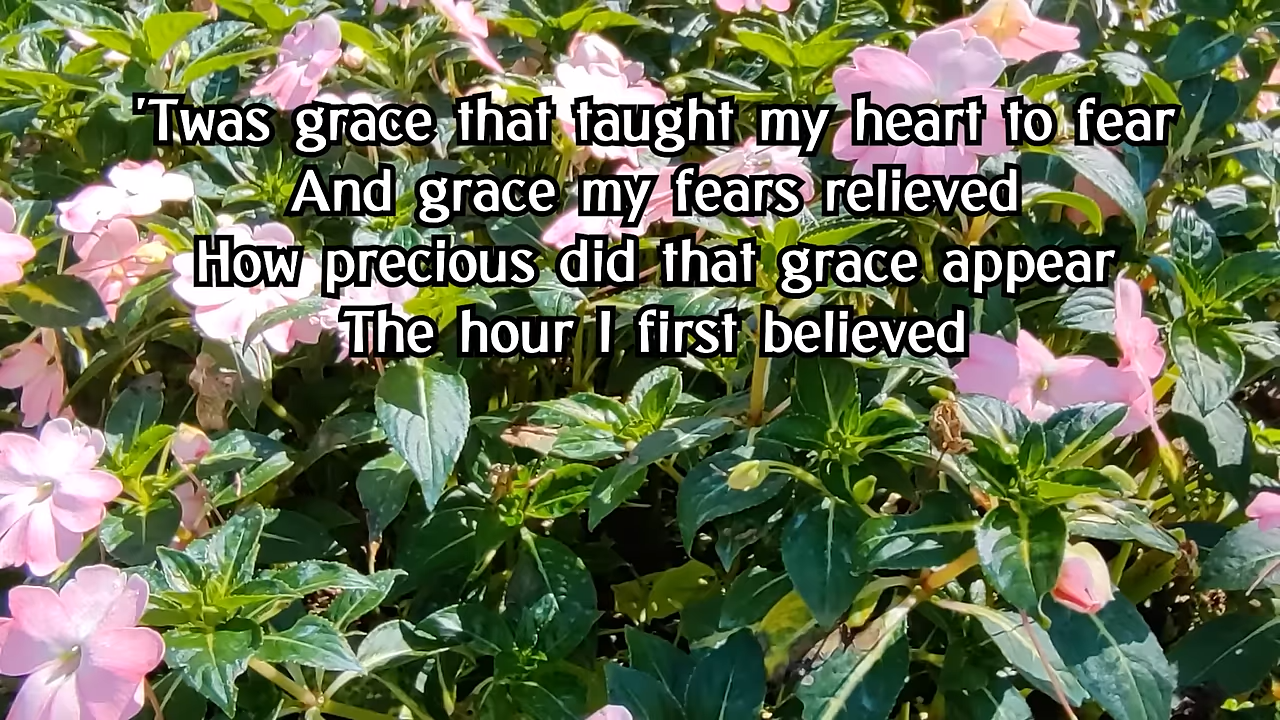 'Twas grace that taught my heart to fear
And grace my fears relieved
How precious did that grace appear
The hour I first believed